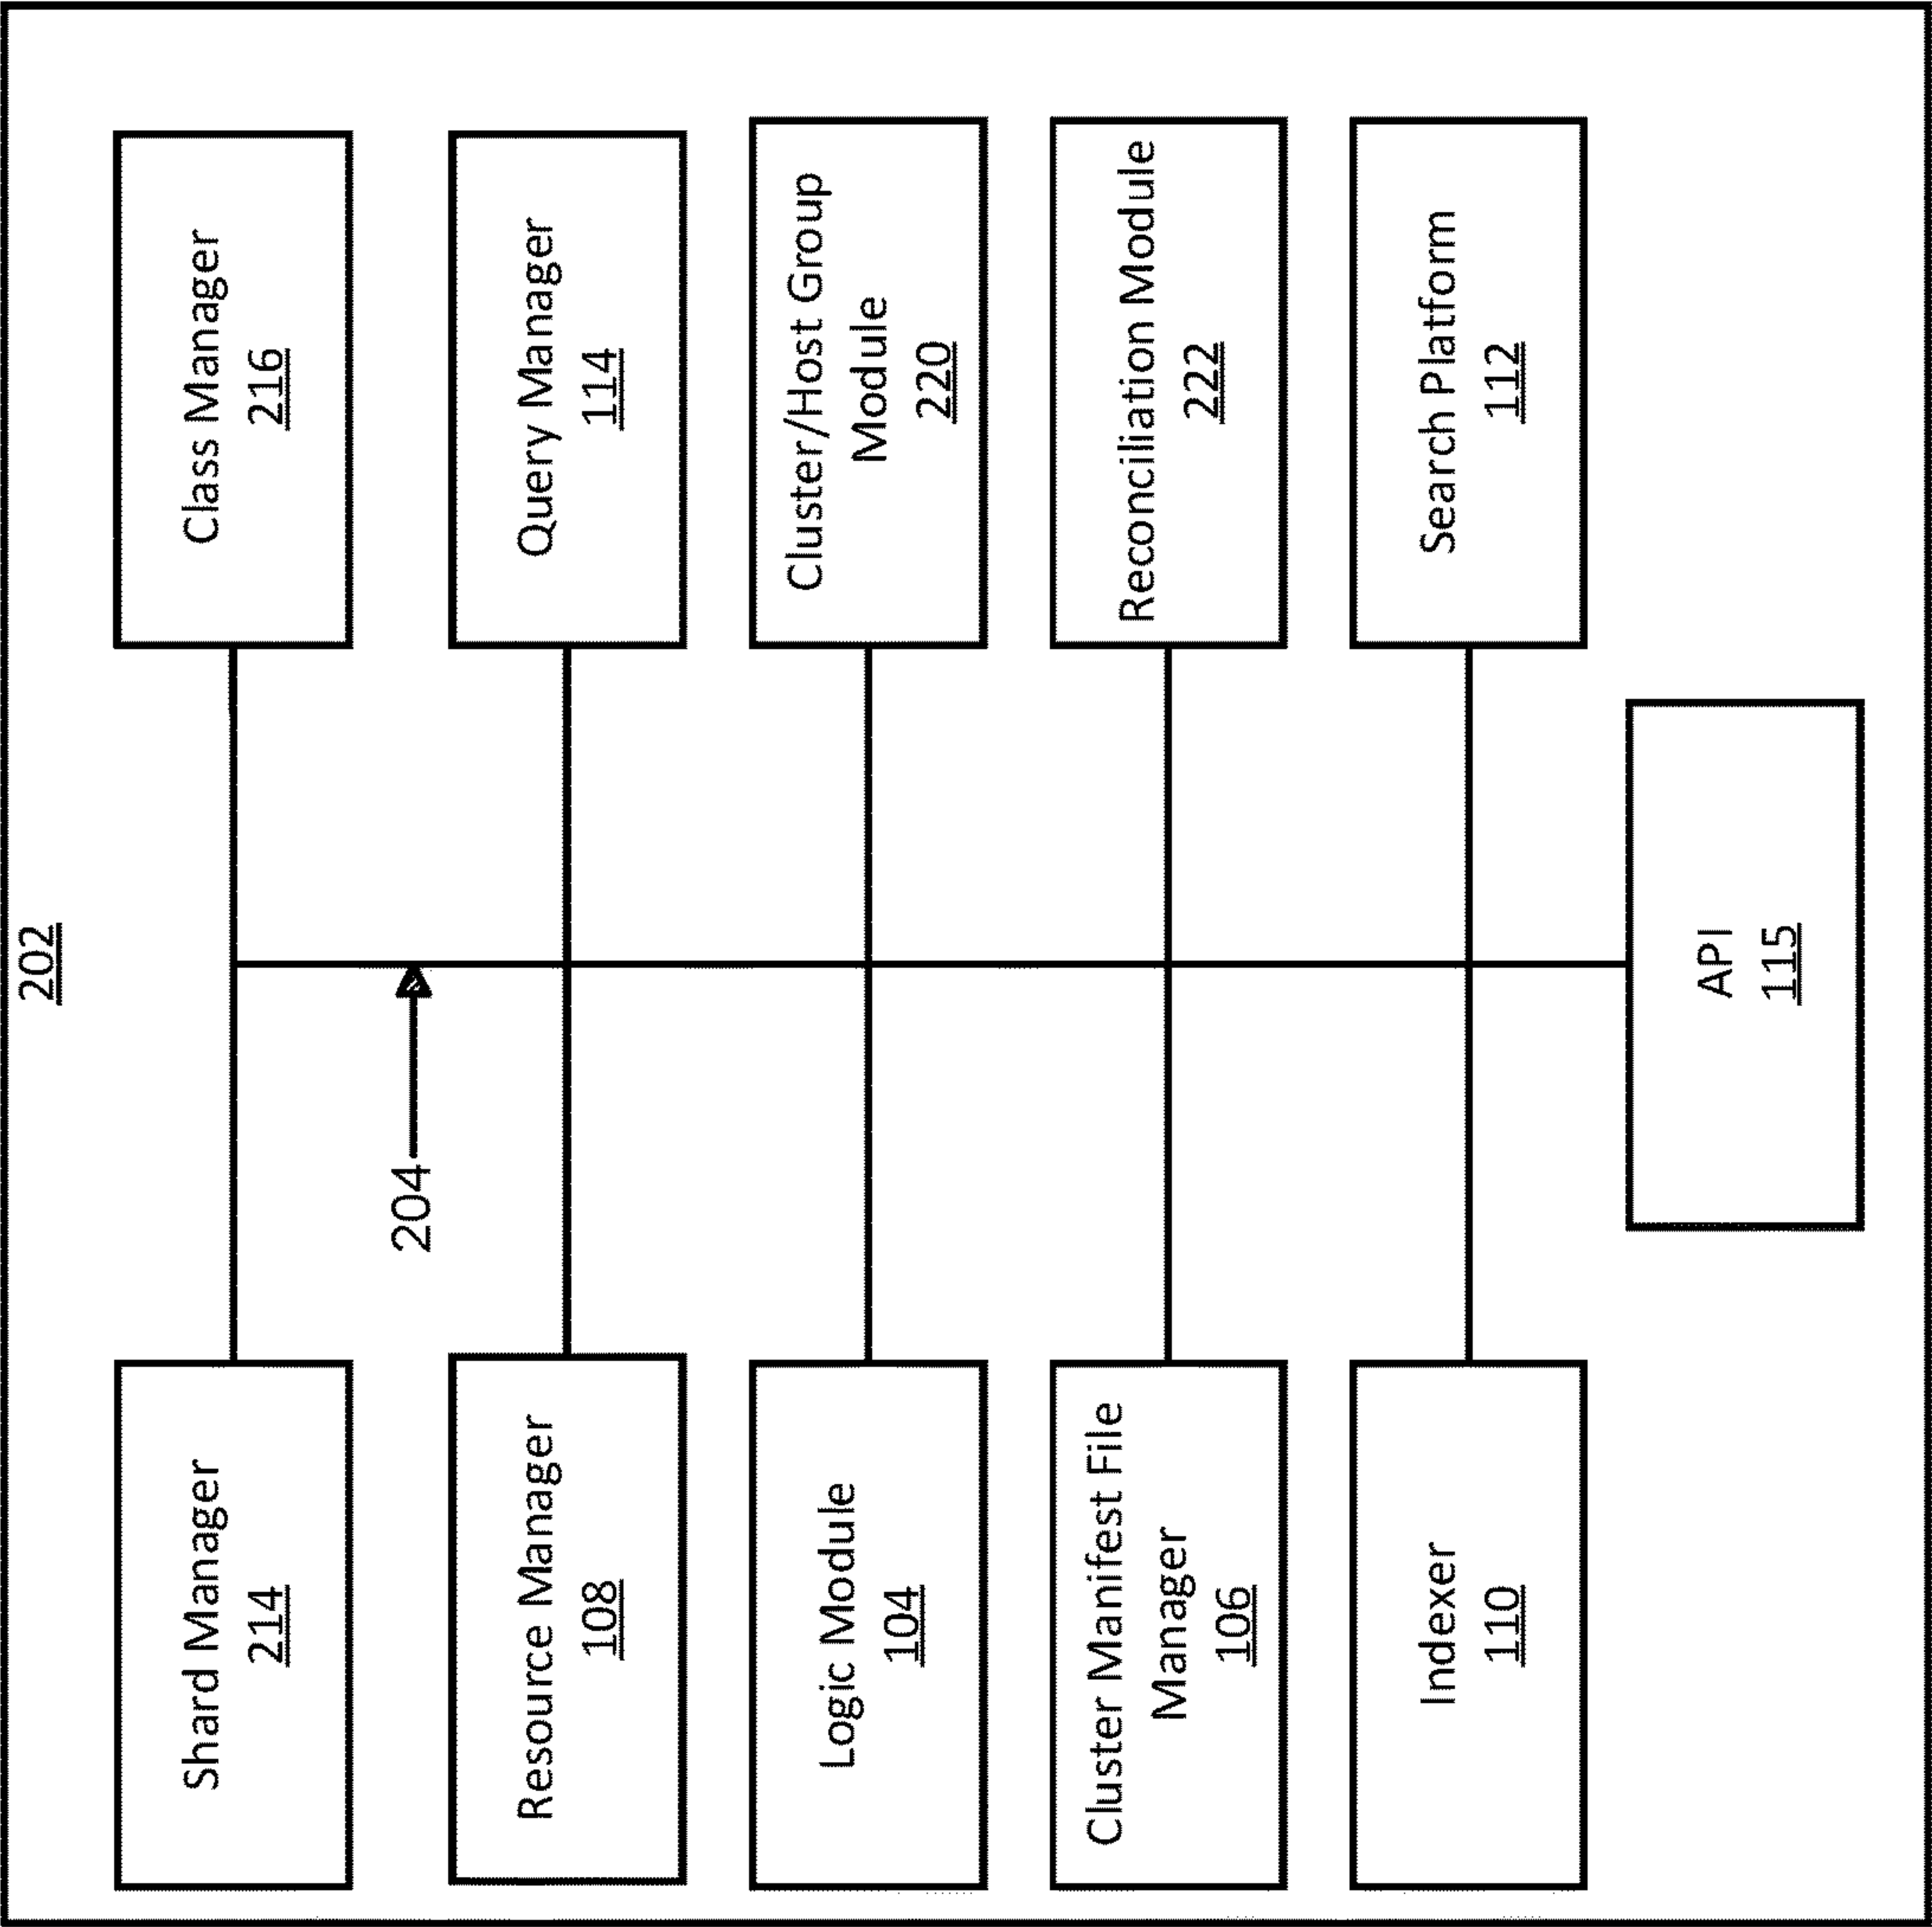 202
Shard Manager
214
Class Manager
216
204
Resource Manager
108
Query Manager
114
Logic Module
104
Cluster/Host Group
Module
220
Cluster Manifest File
Manager
106
Reconciliation Module
222
Indexer
110
Search Platform
112
API
115